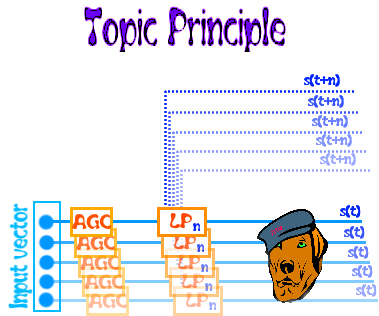 Topic Principle
s(t+n)
s(t+n)
s(t+n)
s(t+n)
s(t+n)
Input vector
AGC LPn s(t)
AGC LPn s(t)
AGC LPn s(t)
AGC LPn s(t)
AGC LPn s(t)